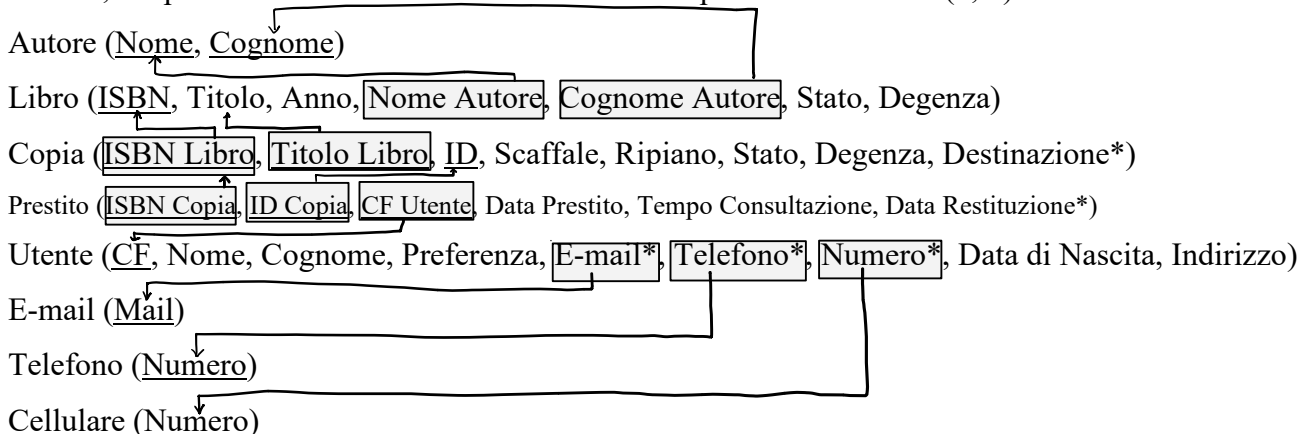 Autore (Nome, Cognome)
Libro (ISBN, Titolo, Anno, Nome Autore, Cognome Autore, Stato, Degenza)
Copia (ISBN Libro, Titolo Libro, ID, Scaffale, Ripiano, Stato, Degenza, Destinazione*)
Prestito (ISBN Copia, ID Copia, CF Utente, Data Prestito, Tempo Consultazione, Data Restituzione*)
Utente (CF, Nome, Cognome, Preferenza, E-mail*, Telefono*, Numero*, Data di Nascita, Indirizzo)
E-mail (Mail)
Telefono (Numero)
Cellulare (Numero)